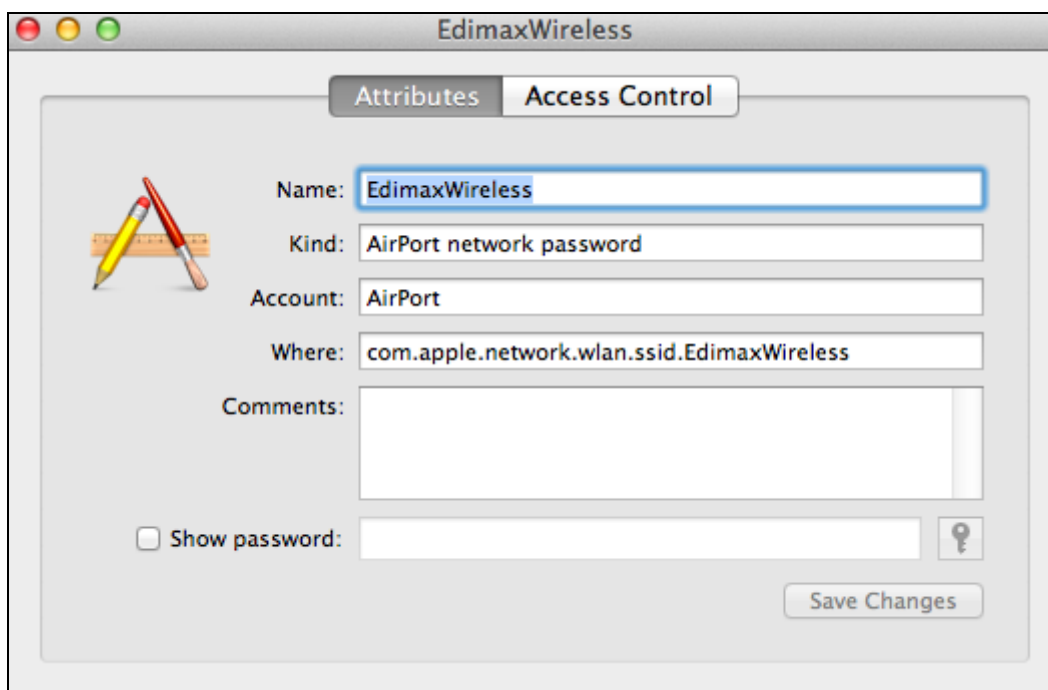 EdimaxWireless
Attributes Access Control
Name: EdimaxWireless
Kind: AirPort network password
Account: AirPort
Where: com.apple.network.wlan.ssid.EdimaxWireless
Comments:
Show password:
Save Changes